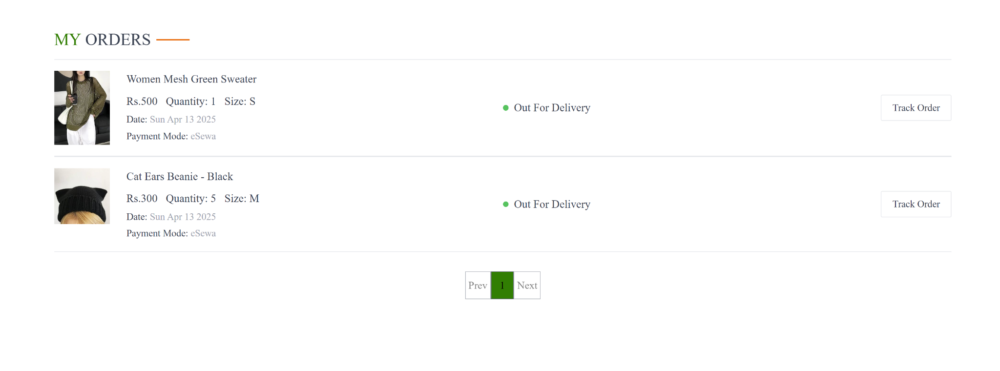 MY ORDERS
Women Mesh Green Sweater
Rs.500 Quantity: 1 Size: S
Date: Sun Apr 13 2025
Payment Mode: eSewa
Out For Delivery
Track Order
Cat Ears Beanie - Black
Rs.300 Quantity: 5 Size: M
Date: Sun Apr 13 2025
Payment Mode: eSewa
Out For Delivery
Track Order
Prev 1 Next